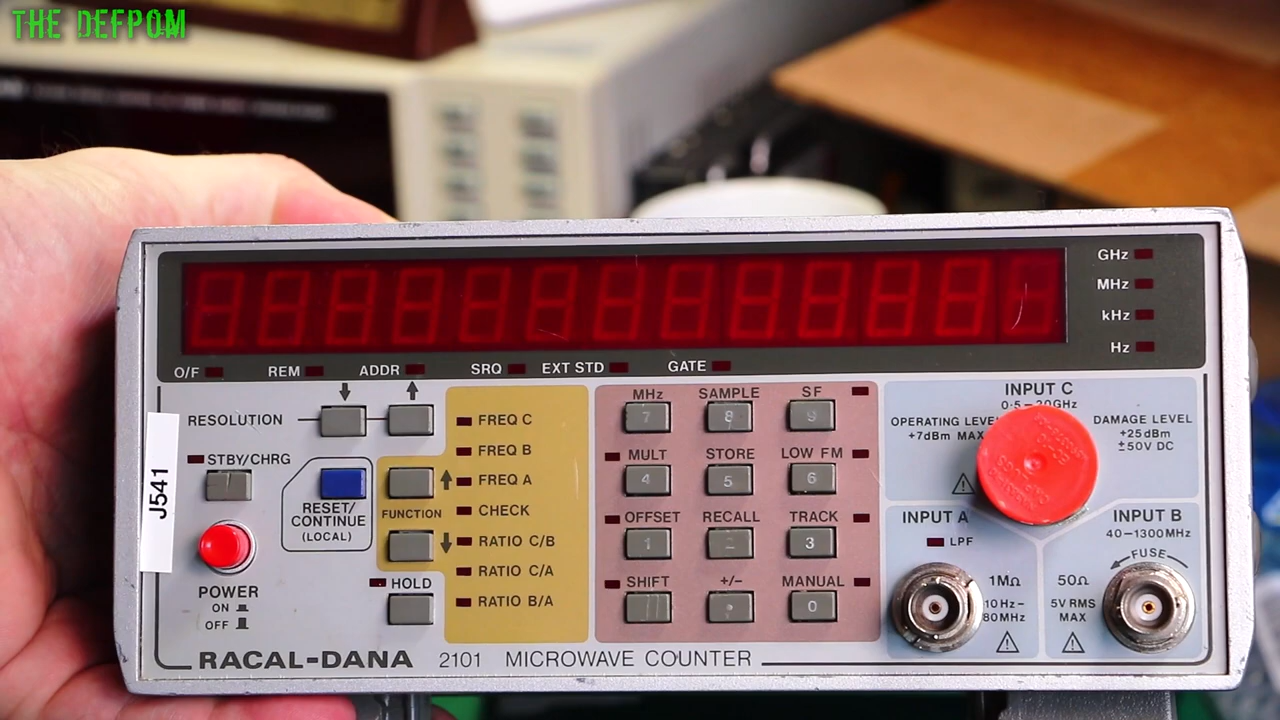 THE DEFPOM
GHz
MHz
kHz
Hz
O/F REM ADDR SRQ EXT STD GATE
RESOLUTION
STBY/CHRG
J541
RESET/
CONTINUE
(LOCAL)
POWER
ON
OFF
FUNCTION
HOLD
FREQ C
FREQ B
FREQ A
CHECK
RATIO C/B
RATIO C/A
RATIO B/A
MHz SAMPLE SF
7 8 9
MULT STORE LOW FM
4 5 6
OFFSET RECALL TRACK
1 2 3
SHIFT +/- MANUAL
. 0
INPUT C
0·5-20GHz
OPERATING LEVEL
+7dBm MAX
DAMAGE LEVEL
+25dBm
±50V DC
INPUT A
LPF
1MΩ
10Hz-
80MHz
INPUT B
40-1300MHz
FUSE
50Ω
5V RMS
MAX
RACAL-DANA 2101 MICROWAVE COUNTER